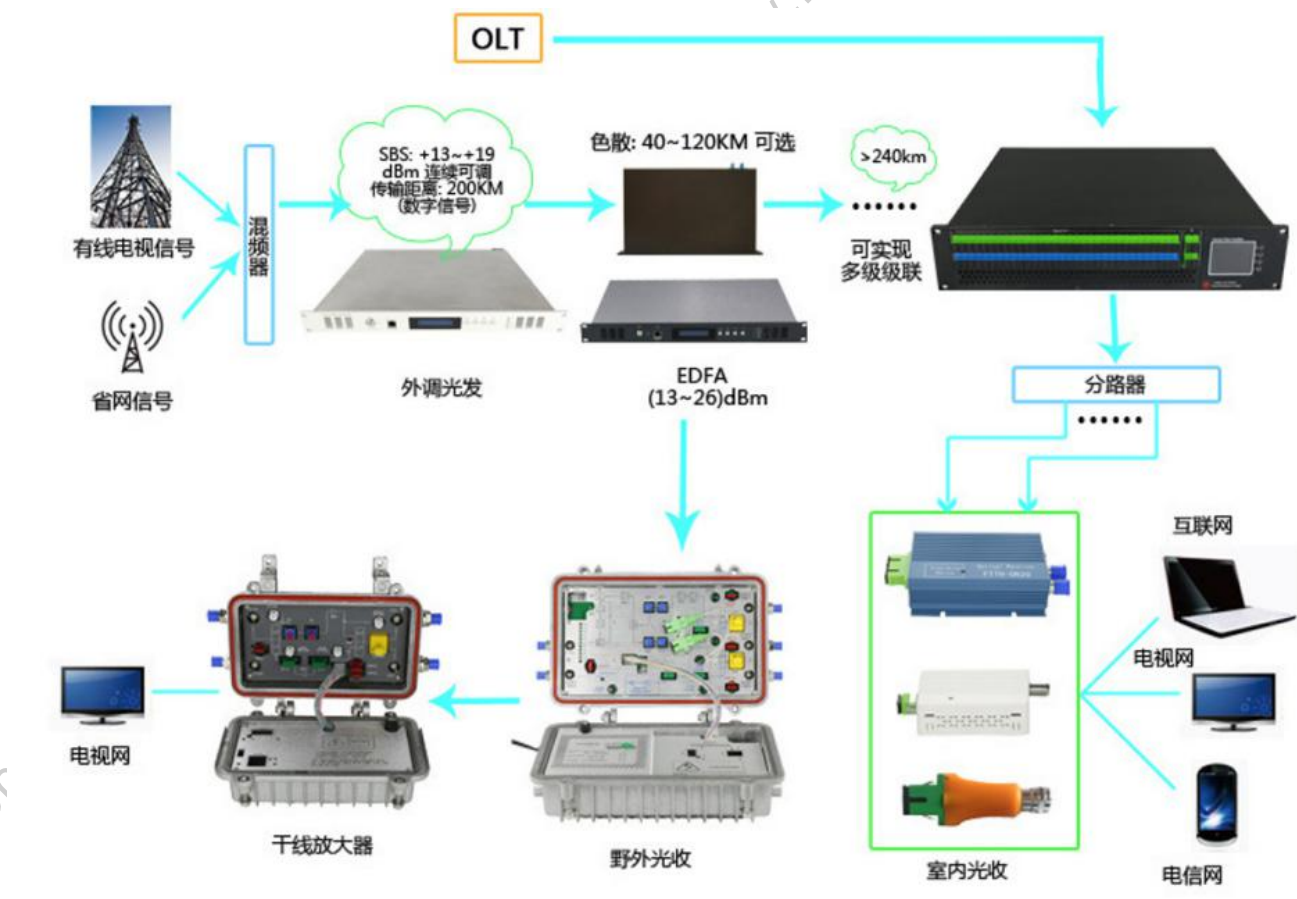 OLT
SBS: +13~+19
dBm 连续可调
传输距离: 200KM
(数字信号)
色散: 40~120KM 可选
>240km
······
有线电视信号
混频器
可实现
多级级联
省网信号
外调光发
EDFA
(13~26)dBm
分路器
······
互联网
电视网
电视网
干线放大器
野外光收
室内光收
电信网